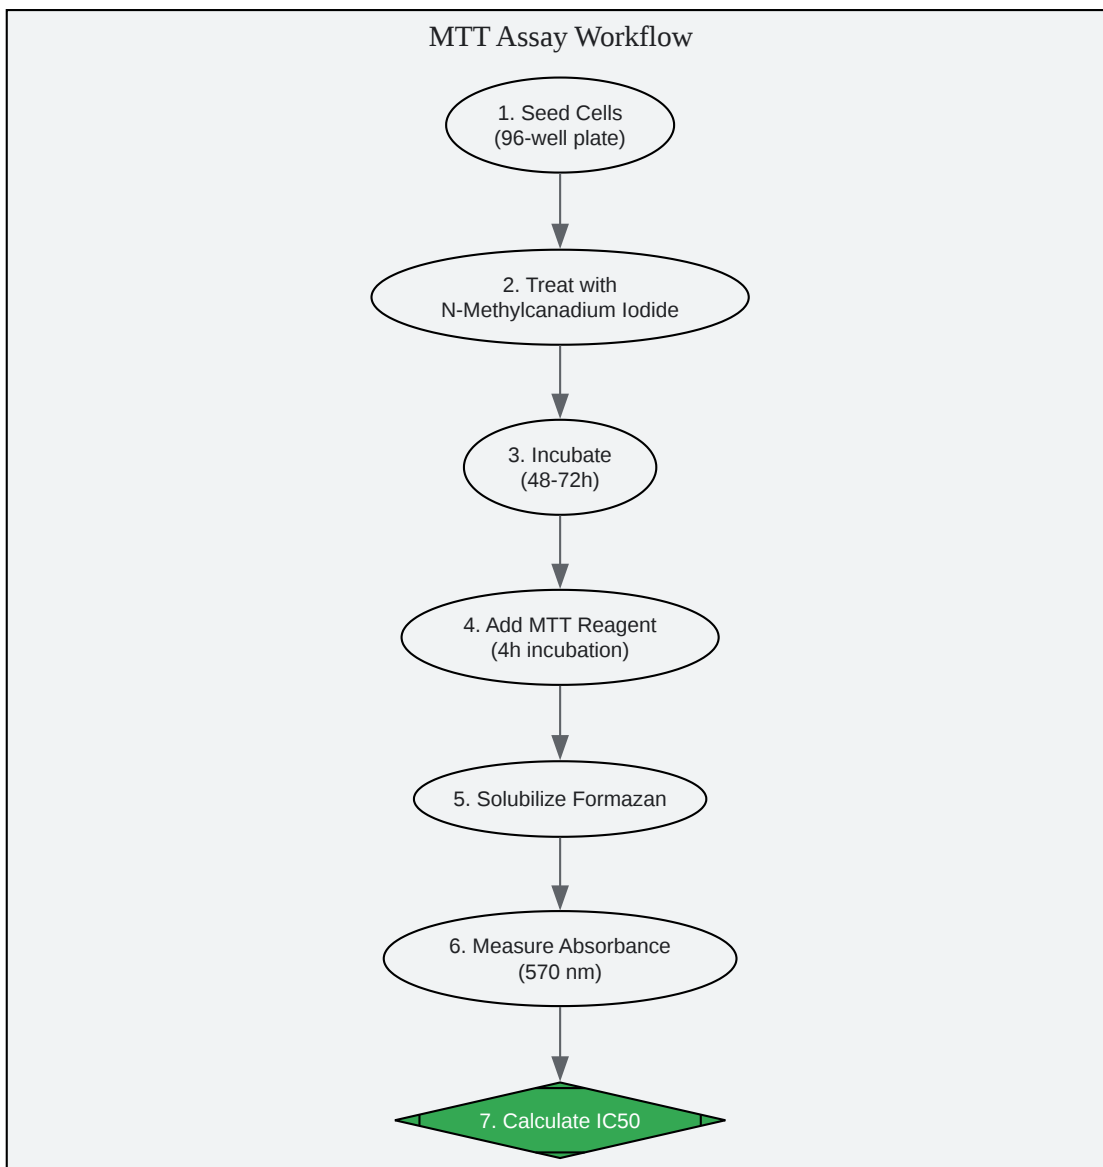 MTT Assay Workflow
1. Seed Cells
(96-well plate)
2. Treat with
N-Methylcanadium Iodide
3. Incubate
(48-72h)
4. Add MTT Reagent
(4h incubation)
5. Solubilize Formazan
6. Measure Absorbance
(570 nm)
7. Calculate IC50